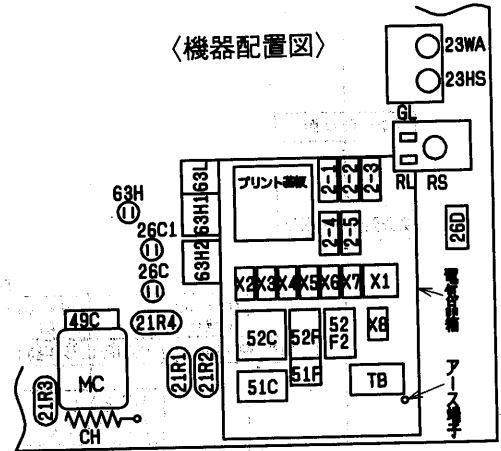 〈機器配置図〉
23WA
23HS
GL
RL
RS
63L
63H1
63H2
63H
26C1
26C
プリント基板
2-1
2-2
2-3
2-4
2-5
26D
X2
X3
X4
X5
X6
X7
X1
電気品箱
49C
21R4
52C
52F
52
F2
X8
MC
21R1
21R2
51C
51F
TB
21R3
CH
アース端子